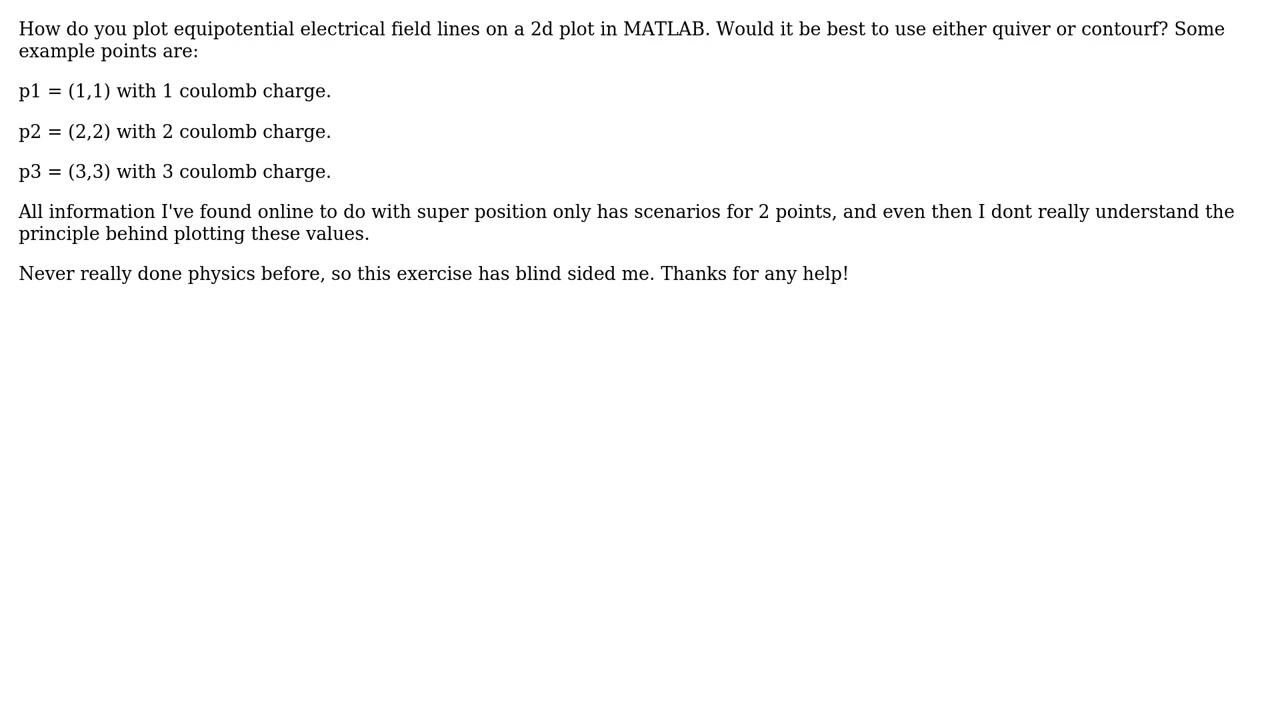 How do you plot equipotential electrical field lines on a 2d plot in MATLAB. Would it be best to use either quiver or contourf? Some
example points are:
p1 = (1,1) with 1 coulomb charge.
p2 = (2,2) with 2 coulomb charge.
p3 = (3,3) with 3 coulomb charge.
All information I've found online to do with super position only has scenarios for 2 points, and even then I dont really understand the
principle behind plotting these values.
Never really done physics before, so this exercise has blind sided me. Thanks for any help!